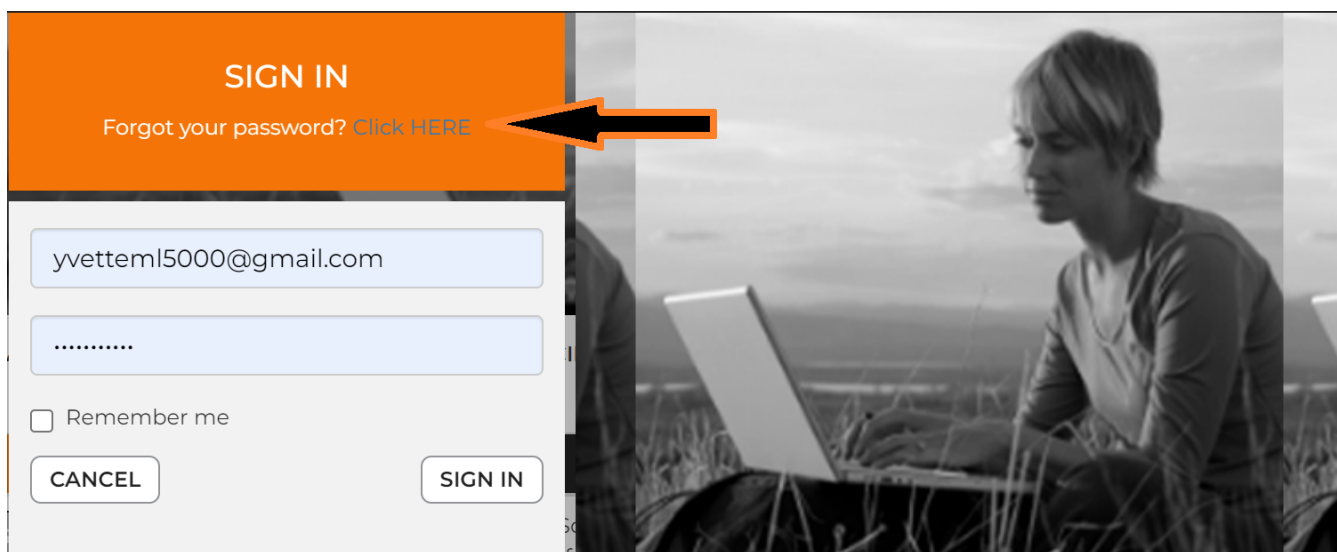 SIGN IN
Forgot your password? Click HERE
yvetteml5000@gmail.com
...........
Remember me
CANCEL
SIGN IN